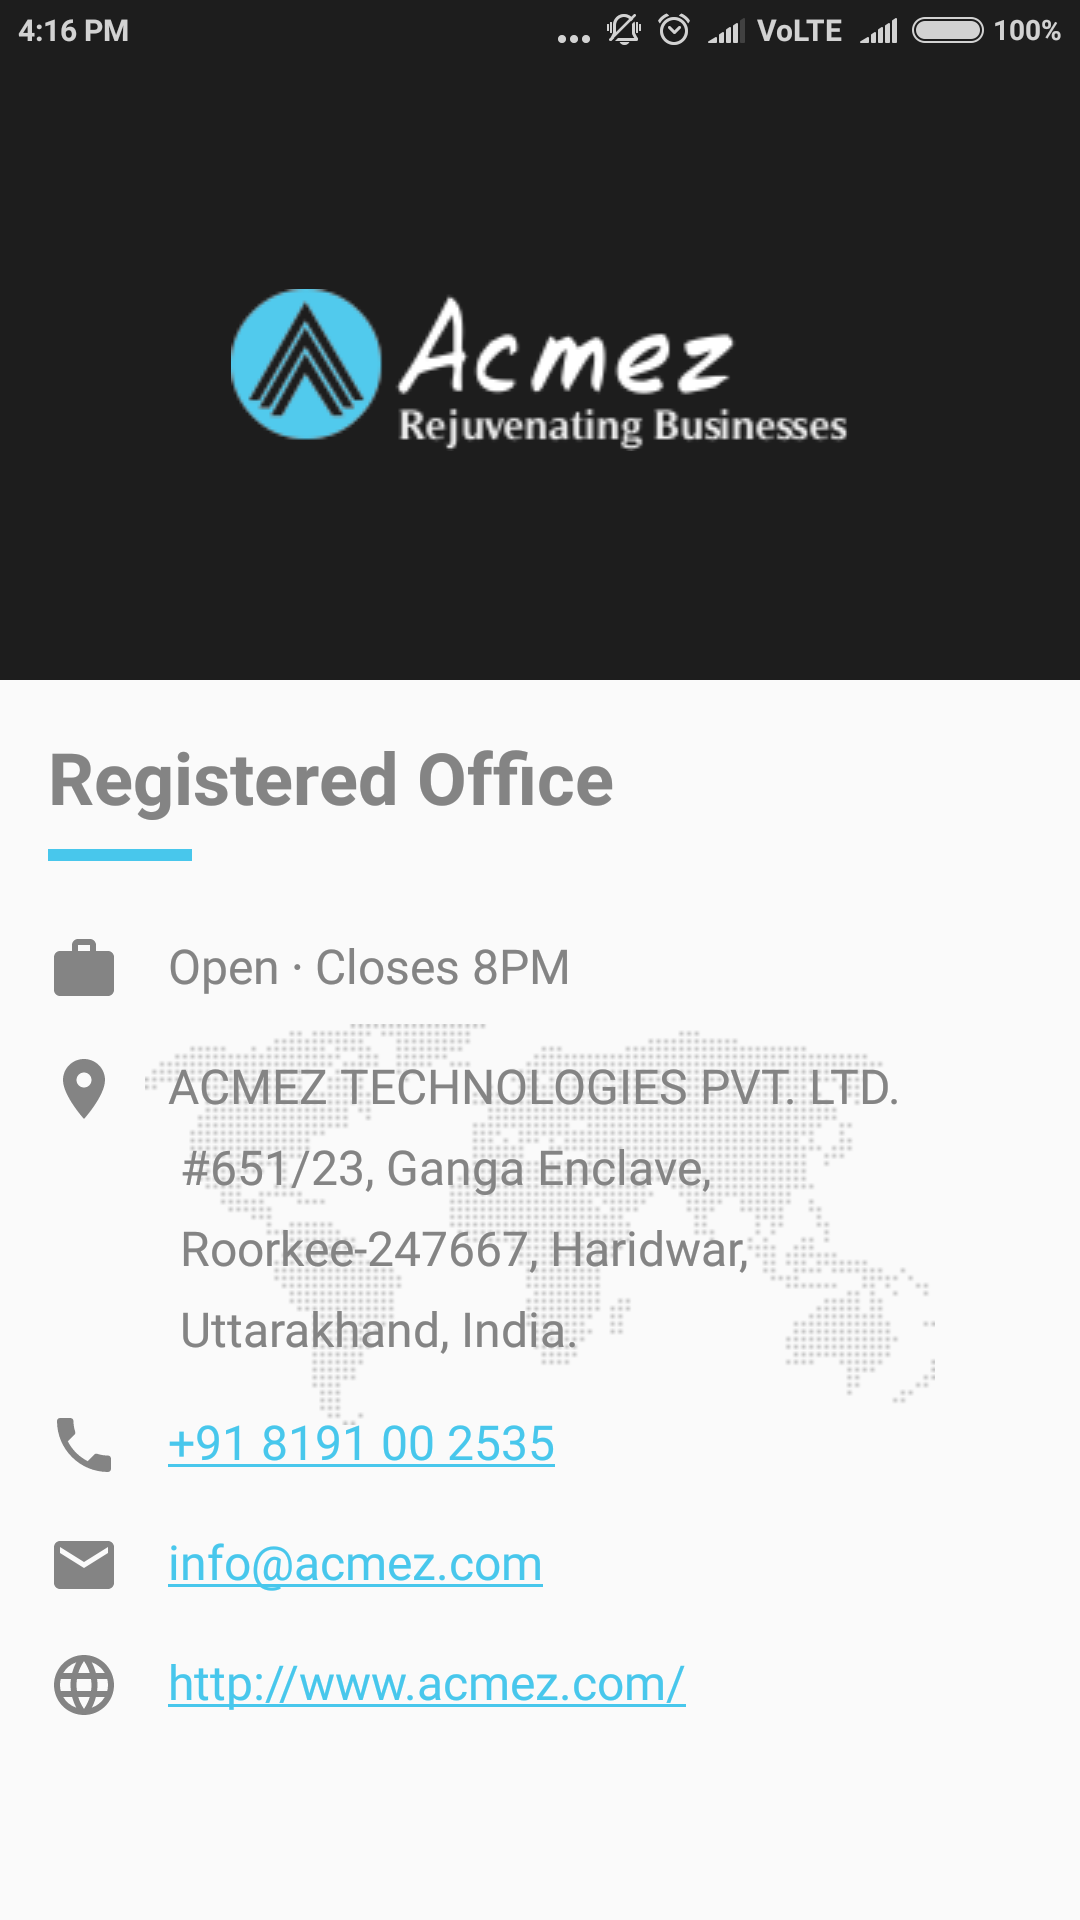 4:16 PM
... VoLTE 100%
Acmez
Rejuvenating Businesses
Registered Office
Open · Closes 8PM
ACMEZ TECHNOLOGIES PVT. LTD.
#651/23, Ganga Enclave,
Roorkee-247667, Haridwar,
Uttarakhand, India.
+91 8191 00 2535
info@acmez.com
http://www.acmez.com/